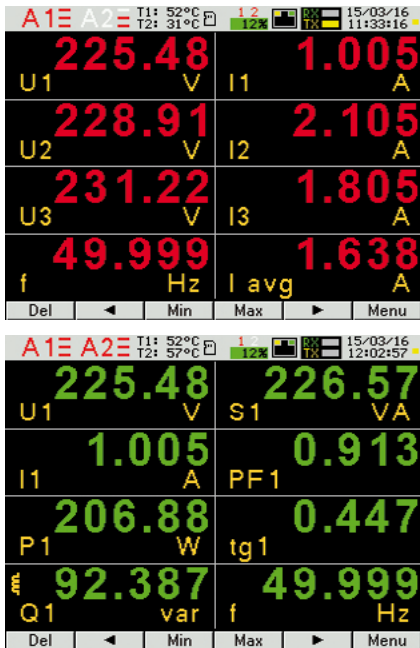 A1 A2 T1: 52°C 1 2 RX 15/03/16
T2: 31°C 12% TX 11:33:16
225.48 1.005
U1 V I1 A
228.91 2.105
U2 V I2 A
231.22 1.805
U3 V I3 A
49.999 1.638
f Hz I avg A
Del ◄ Min Max ► Menu
A1 A2 T1: 52°C 1 2 RX 15/03/16
T2: 57°C 12% TX 12:02:57
225.48 226.57
U1 V S1 VA
1.005 0.913
I1 A PF1
206.88 0.447
P1 W tg1
92.387 49.999
Q1 var f Hz
Del ◄ Min Max ► Menu